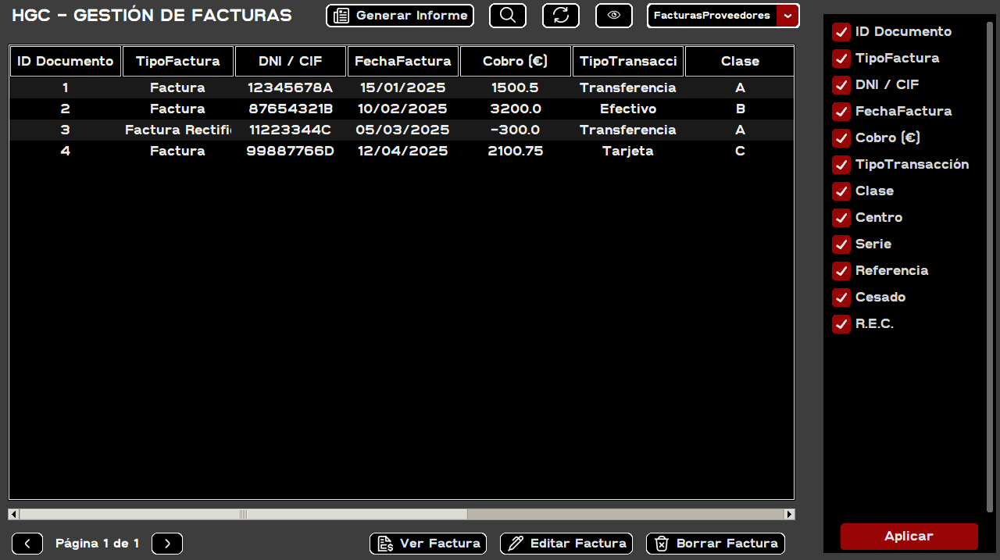 HGC - GESTIÓN DE FACTURAS
Generar Informe
FacturasProveedores
ID Documento TipoFactura DNI / CIF FechaFactura Cobro (€) TipoTransacci Clase
1 Factura 12345678A 15/01/2025 1500.5 Transferencia A
2 Factura 87654321B 10/02/2025 3200.0 Efectivo B
3 Factura Rectifi 11223344C 05/03/2025 -300.0 Transferencia A
4 Factura 99887766D 12/04/2025 2100.75 Tarjeta C
Página 1 de 1
Ver Factura
Editar Factura
Borrar Factura
ID Documento
TipoFactura
DNI / CIF
FechaFactura
Cobro (€)
TipoTransacción
Clase
Centro
Serie
Referencia
Cesado
R.E.C.
Aplicar